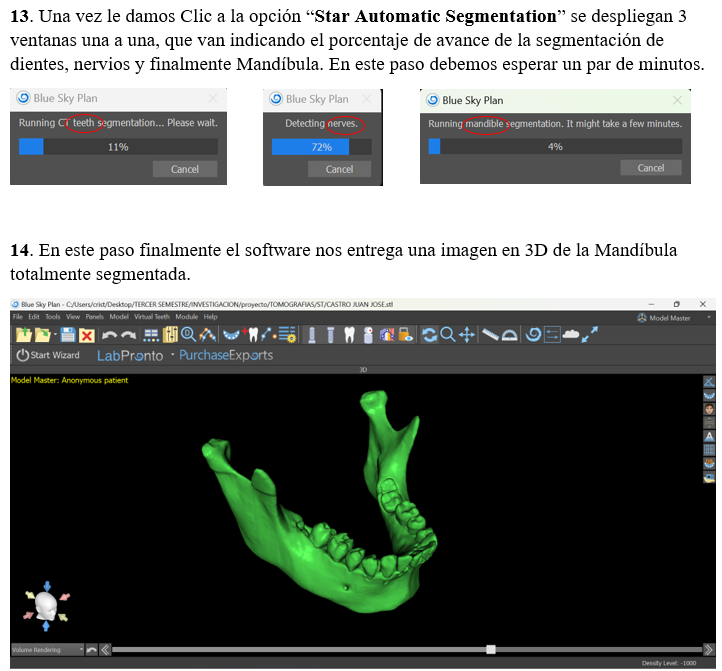 13. Una vez le damos Clic a la opción “Star Automatic Segmentation” se despliegan 3
ventanas una a una, que van indicando el porcentaje de avance de la segmentación de
dientes, nervios y finalmente Mandíbula. En este paso debemos esperar un par de minutos.
Blue Sky Plan
Running CT teeth segmentation... Please wait.
11%
Cancel
Blue Sky Plan
Detecting nerves.
72%
Cancel
Blue Sky Plan
Running mandible segmentation. It might take a few minutes.
4%
Cancel
14. En este paso finalmente el software nos entrega una imagen en 3D de la Mandíbula
totalmente segmentada.
Blue Sky Plan - C:/Users/crist/Desktop/TERCER SEMESTRE/INVESTIGACION/proyecto/TOMOGRAFIAS/ST/CASTRO JUAN JOSE.stl
File Edit Tools View Panels Model Virtual Teeth Module Help
Model Master
Start Wizard LabPronto PurchaseExports
3D
Model Master: Anonymous patient
Volume Rendering
Density Level: -1000